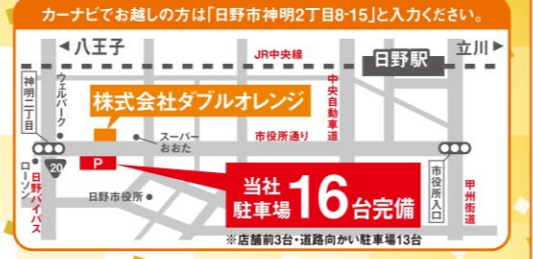 カーナビでお越しの方は「日野市神明2丁目8-15」と入力ください。
◀八王子
JR中央線
日野駅
立川▶
神明二丁目
ウェルパーク
株式会社ダブルオレンジ
中央自動車道
スーパー
おおた
市役所通り
ローソン
日野バイパス
20
P
日野市役所
当社
駐車場16台完備
市役所入口
甲州街道
※店舗前3台・道路向かい駐車場13台